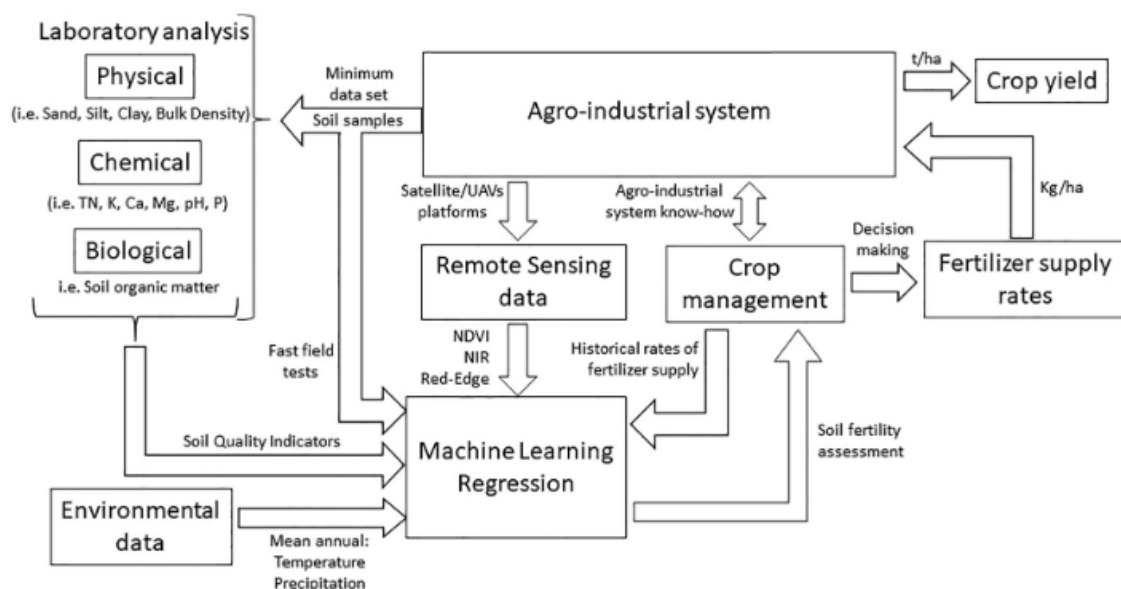 Laboratory analysis
Physical
(i.e. Sand, Silt, Clay, Bulk Density)
Chemical
(i.e. TN, K, Ca, Mg, pH, P)
Biological
i.e. Soil organic matter
Minimum
data set
Soil samples
Agro-industrial system
t/ha
Crop yield
Kg/ha
Satellite/UAVs
platforms
Agro-industrial
system know-how
Remote Sensing
data
Crop
management
Decision
making
Fertilizer supply
rates
NDVI
NIR
Red-Edge
Historical rates of
fertilizer supply
Fast field
tests
Soil Quality Indicators
Machine Learning
Regression
Soil fertility
assessment
Environmental
data
Mean annual:
Temperature
Precipitation